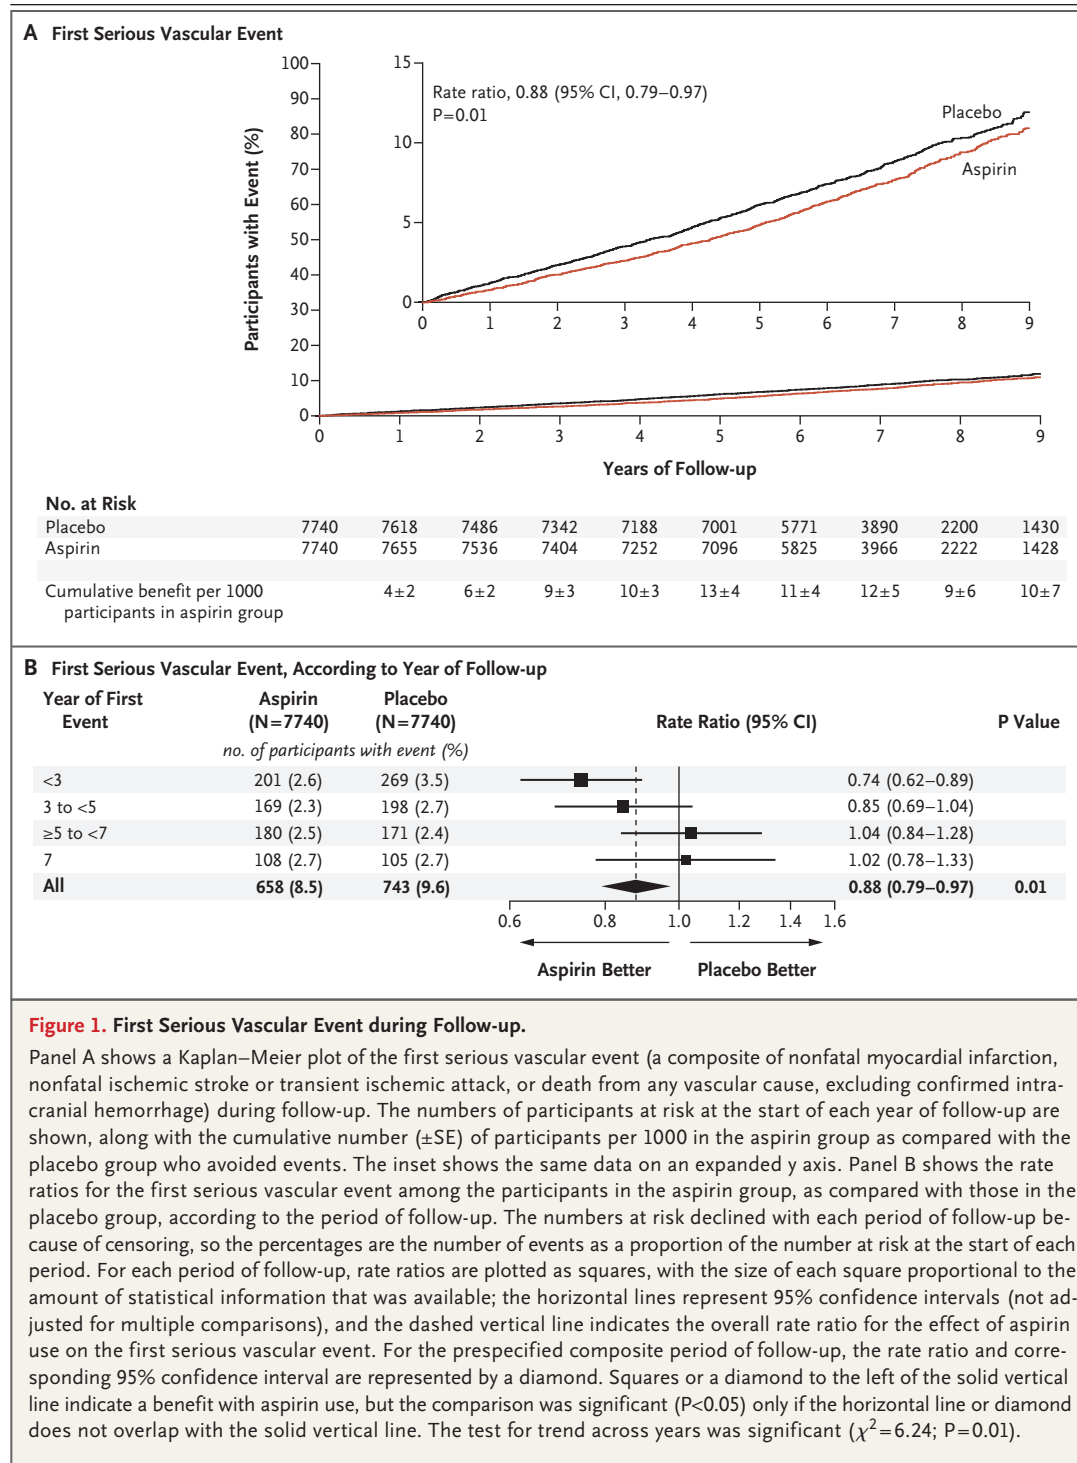 A First Serious Vascular Event
Participants with Event (%)
100
90
80
70
60
50
40
30
20
10
0
0 1 2 3 4 5 6 7 8 9
15
10
5
0
0 1 2 3 4 5 6 7 8 9
Rate ratio, 0.88 (95% CI, 0.79–0.97)
P=0.01
Placebo
Aspirin
Years of Follow-up
No. at Risk
Placebo 7740 7618 7486 7342 7188 7001 5771 3890 2200 1430
Aspirin 7740 7655 7536 7404 7252 7096 5825 3966 2222 1428
Cumulative benefit per 1000 4±2 6±2 9±3 10±3 13±4 11±4 12±5 9±6 10±7
participants in aspirin group
B First Serious Vascular Event, According to Year of Follow-up
Year of First Aspirin Placebo
Event (N=7740) (N=7740) Rate Ratio (95% CI) P Value
no. of participants with event (%)
<3 201 (2.6) 269 (3.5) 0.74 (0.62–0.89)
3 to <5 169 (2.3) 198 (2.7) 0.85 (0.69–1.04)
≥5 to <7 180 (2.5) 171 (2.4) 1.04 (0.84–1.28)
7 108 (2.7) 105 (2.7) 1.02 (0.78–1.33)
All 658 (8.5) 743 (9.6) 0.88 (0.79–0.97) 0.01
0.6 0.8 1.0 1.2 1.4 1.6
Aspirin Better Placebo Better
Figure 1. First Serious Vascular Event during Follow-up.
Panel A shows a Kaplan–Meier plot of the first serious vascular event (a composite of nonfatal myocardial infarction,
nonfatal ischemic stroke or transient ischemic attack, or death from any vascular cause, excluding confirmed intra-
cranial hemorrhage) during follow-up. The numbers of participants at risk at the start of each year of follow-up are
shown, along with the cumulative number (±SE) of participants per 1000 in the aspirin group as compared with the
placebo group who avoided events. The inset shows the same data on an expanded y axis. Panel B shows the rate
ratios for the first serious vascular event among the participants in the aspirin group, as compared with those in the
placebo group, according to the period of follow-up. The numbers at risk declined with each period of follow-up be-
cause of censoring, so the percentages are the number of events as a proportion of the number at risk at the start of each
period. For each period of follow-up, rate ratios are plotted as squares, with the size of each square proportional to the
amount of statistical information that was available; the horizontal lines represent 95% confidence intervals (not ad-
justed for multiple comparisons), and the dashed vertical line indicates the overall rate ratio for the effect of aspirin
use on the first serious vascular event. For the prespecified composite period of follow-up, the rate ratio and corre-
sponding 95% confidence interval are represented by a diamond. Squares or a diamond to the left of the solid vertical
line indicate a benefit with aspirin use, but the comparison was significant (P<0.05) only if the horizontal line or diamond
does not overlap with the solid vertical line. The test for trend across years was significant (χ²=6.24; P=0.01).